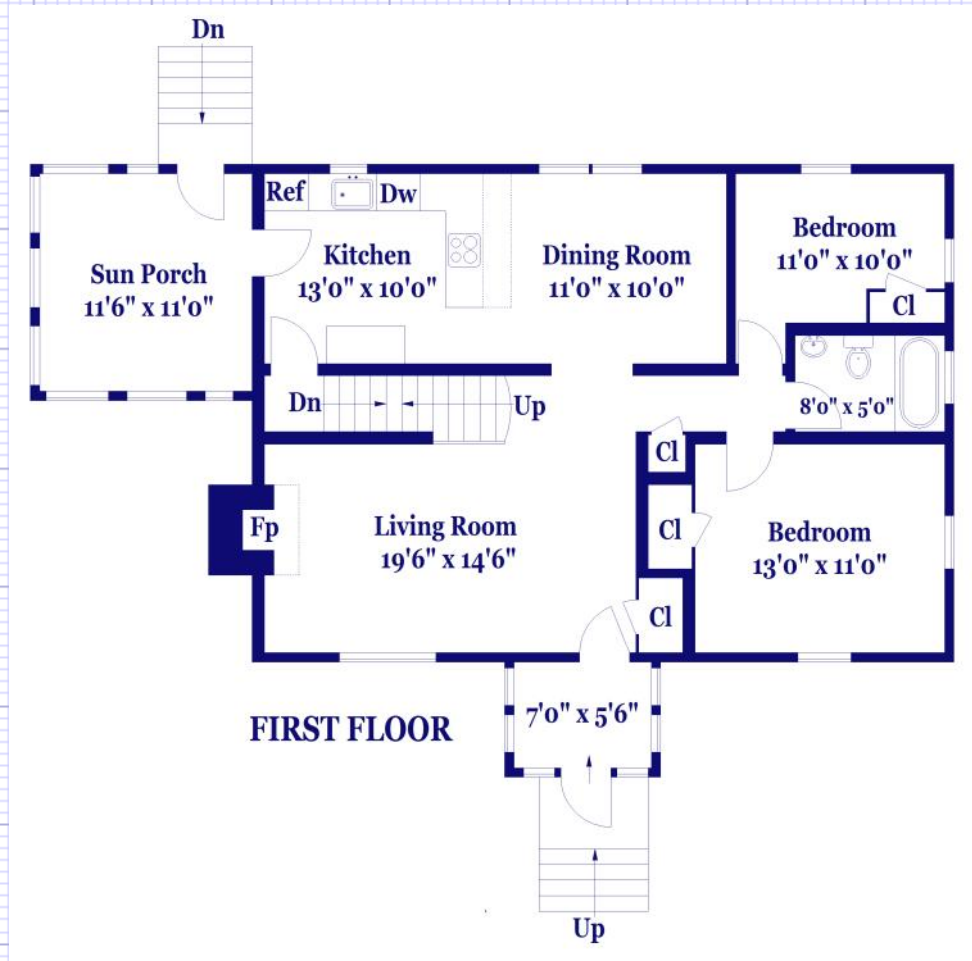 Dn
Ref
Dw
Kitchen
13'0" x 10'0"
Dining Room
11'0" x 10'0"
Bedroom
11'0" x 10'0"
Cl
Sun Porch
11'6" x 11'0"
Dn
Up
8'0" x 5'0"
Cl
Fp
Living Room
19'6" x 14'6"
Cl
Bedroom
13'0" x 11'0"
Cl
7'0" x 5'6"
FIRST FLOOR
Up